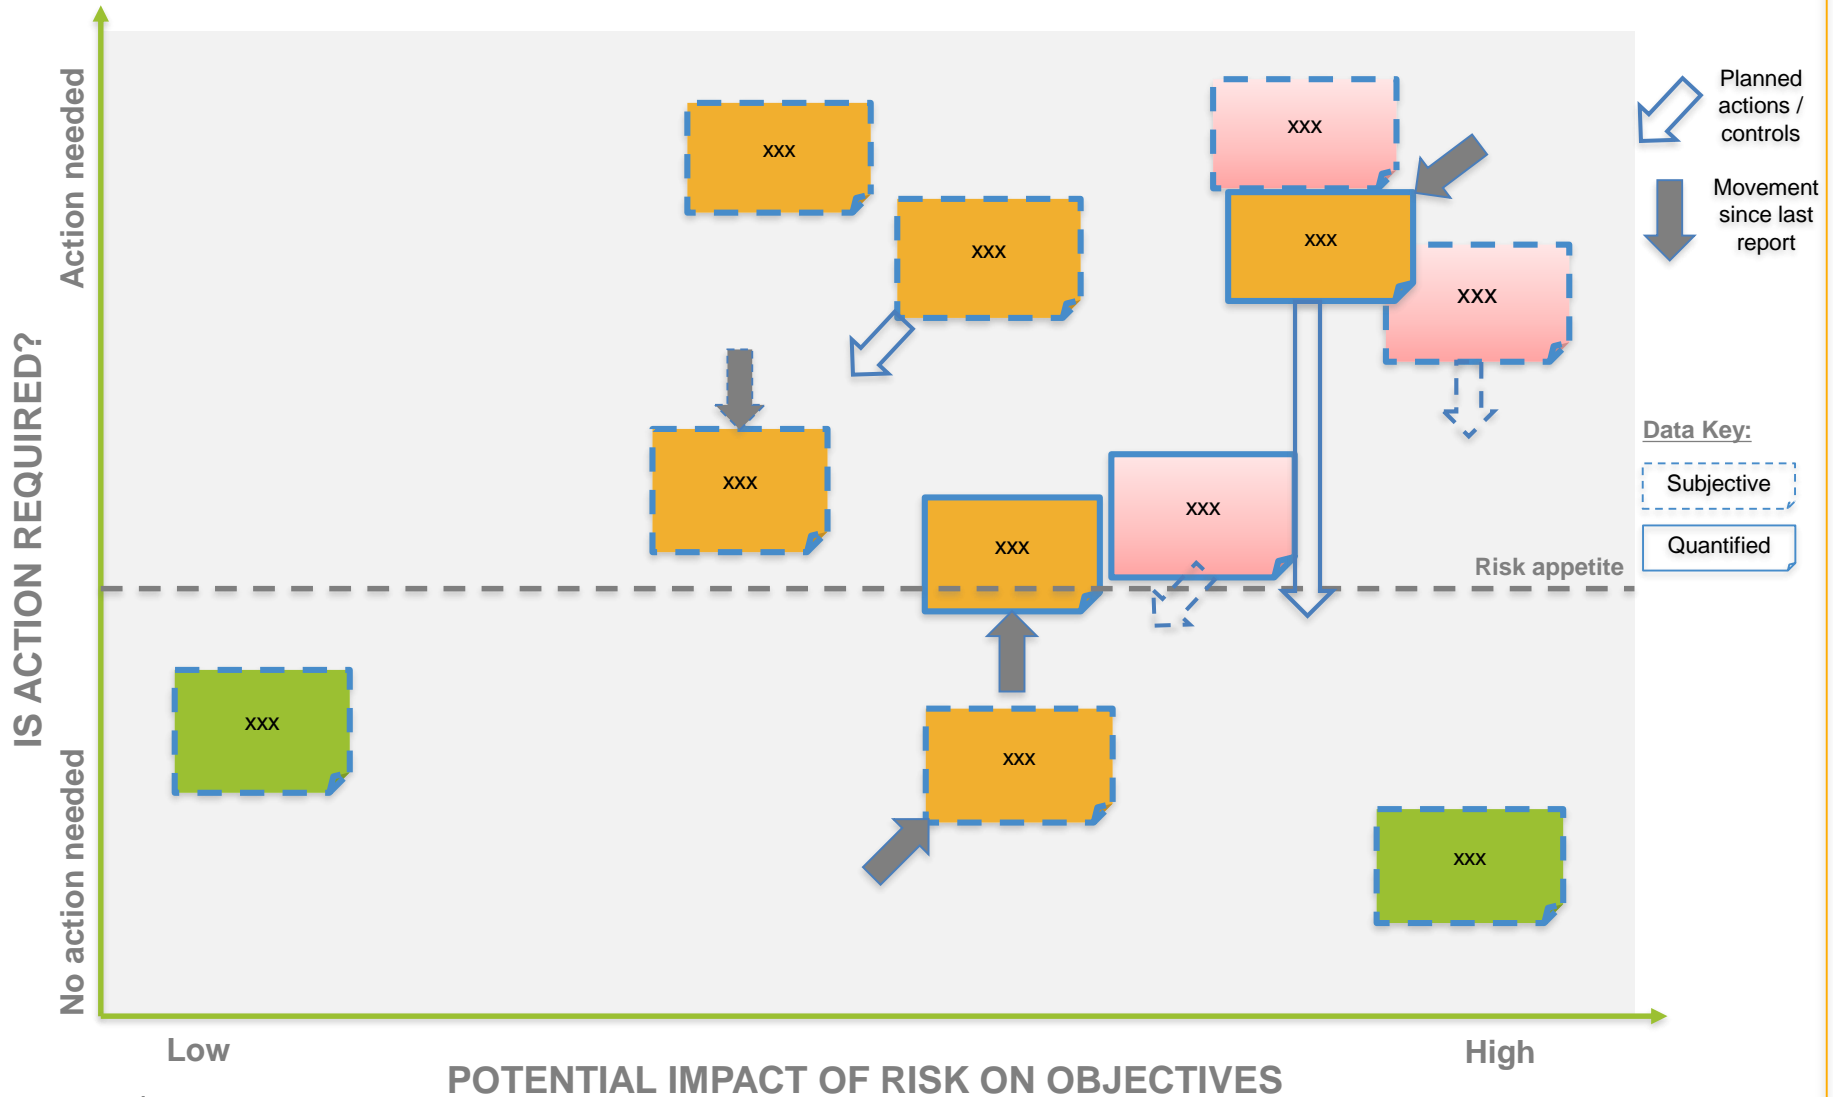 Action needed
IS ACTION REQUIRED?
No action needed
xxx
xxx
xxx
xxx
xxx
xxx
xxx
xxx
xxx
xxx
xxx
Risk appetite
Planned
actions /
controls
Movement
since last
report
Data Key:
Subjective
Quantified
Low
High
POTENTIAL IMPACT OF RISK ON OBJECTIVES